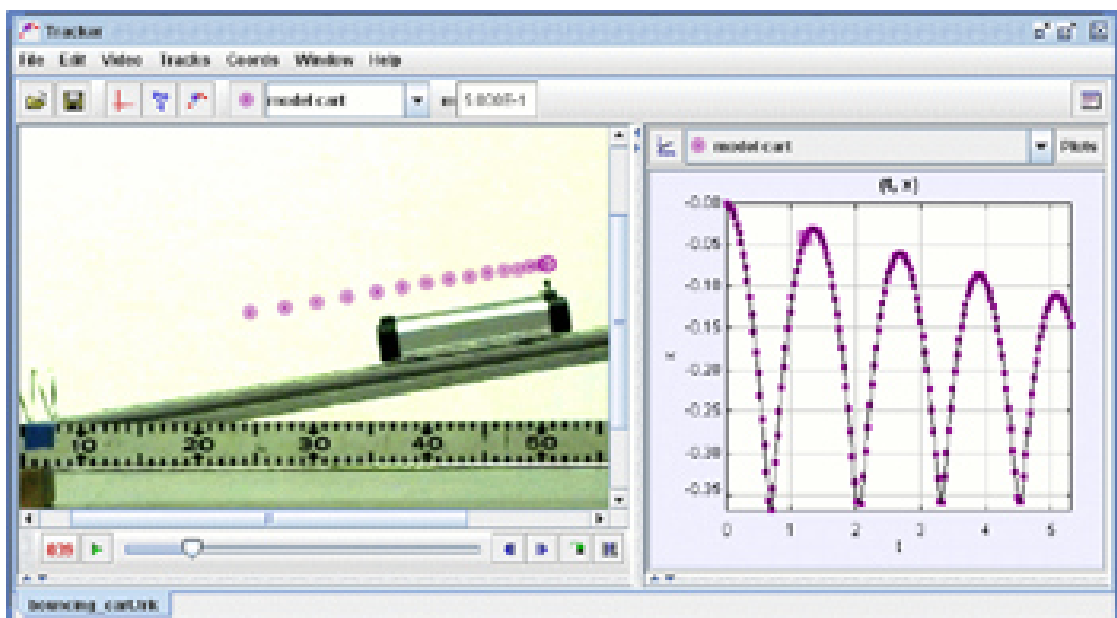 Tracker
File Edit Video Tracks Coords Window Help
model cart
m
model cart
Plots
(t, x)
-0.00
-0.05
-0.10
-0.15
-0.20
-0.25
-0.30
-0.35
x
0 1 2 3 4 5
t
10 20 30 40 50
039
bouncing_cart.trk